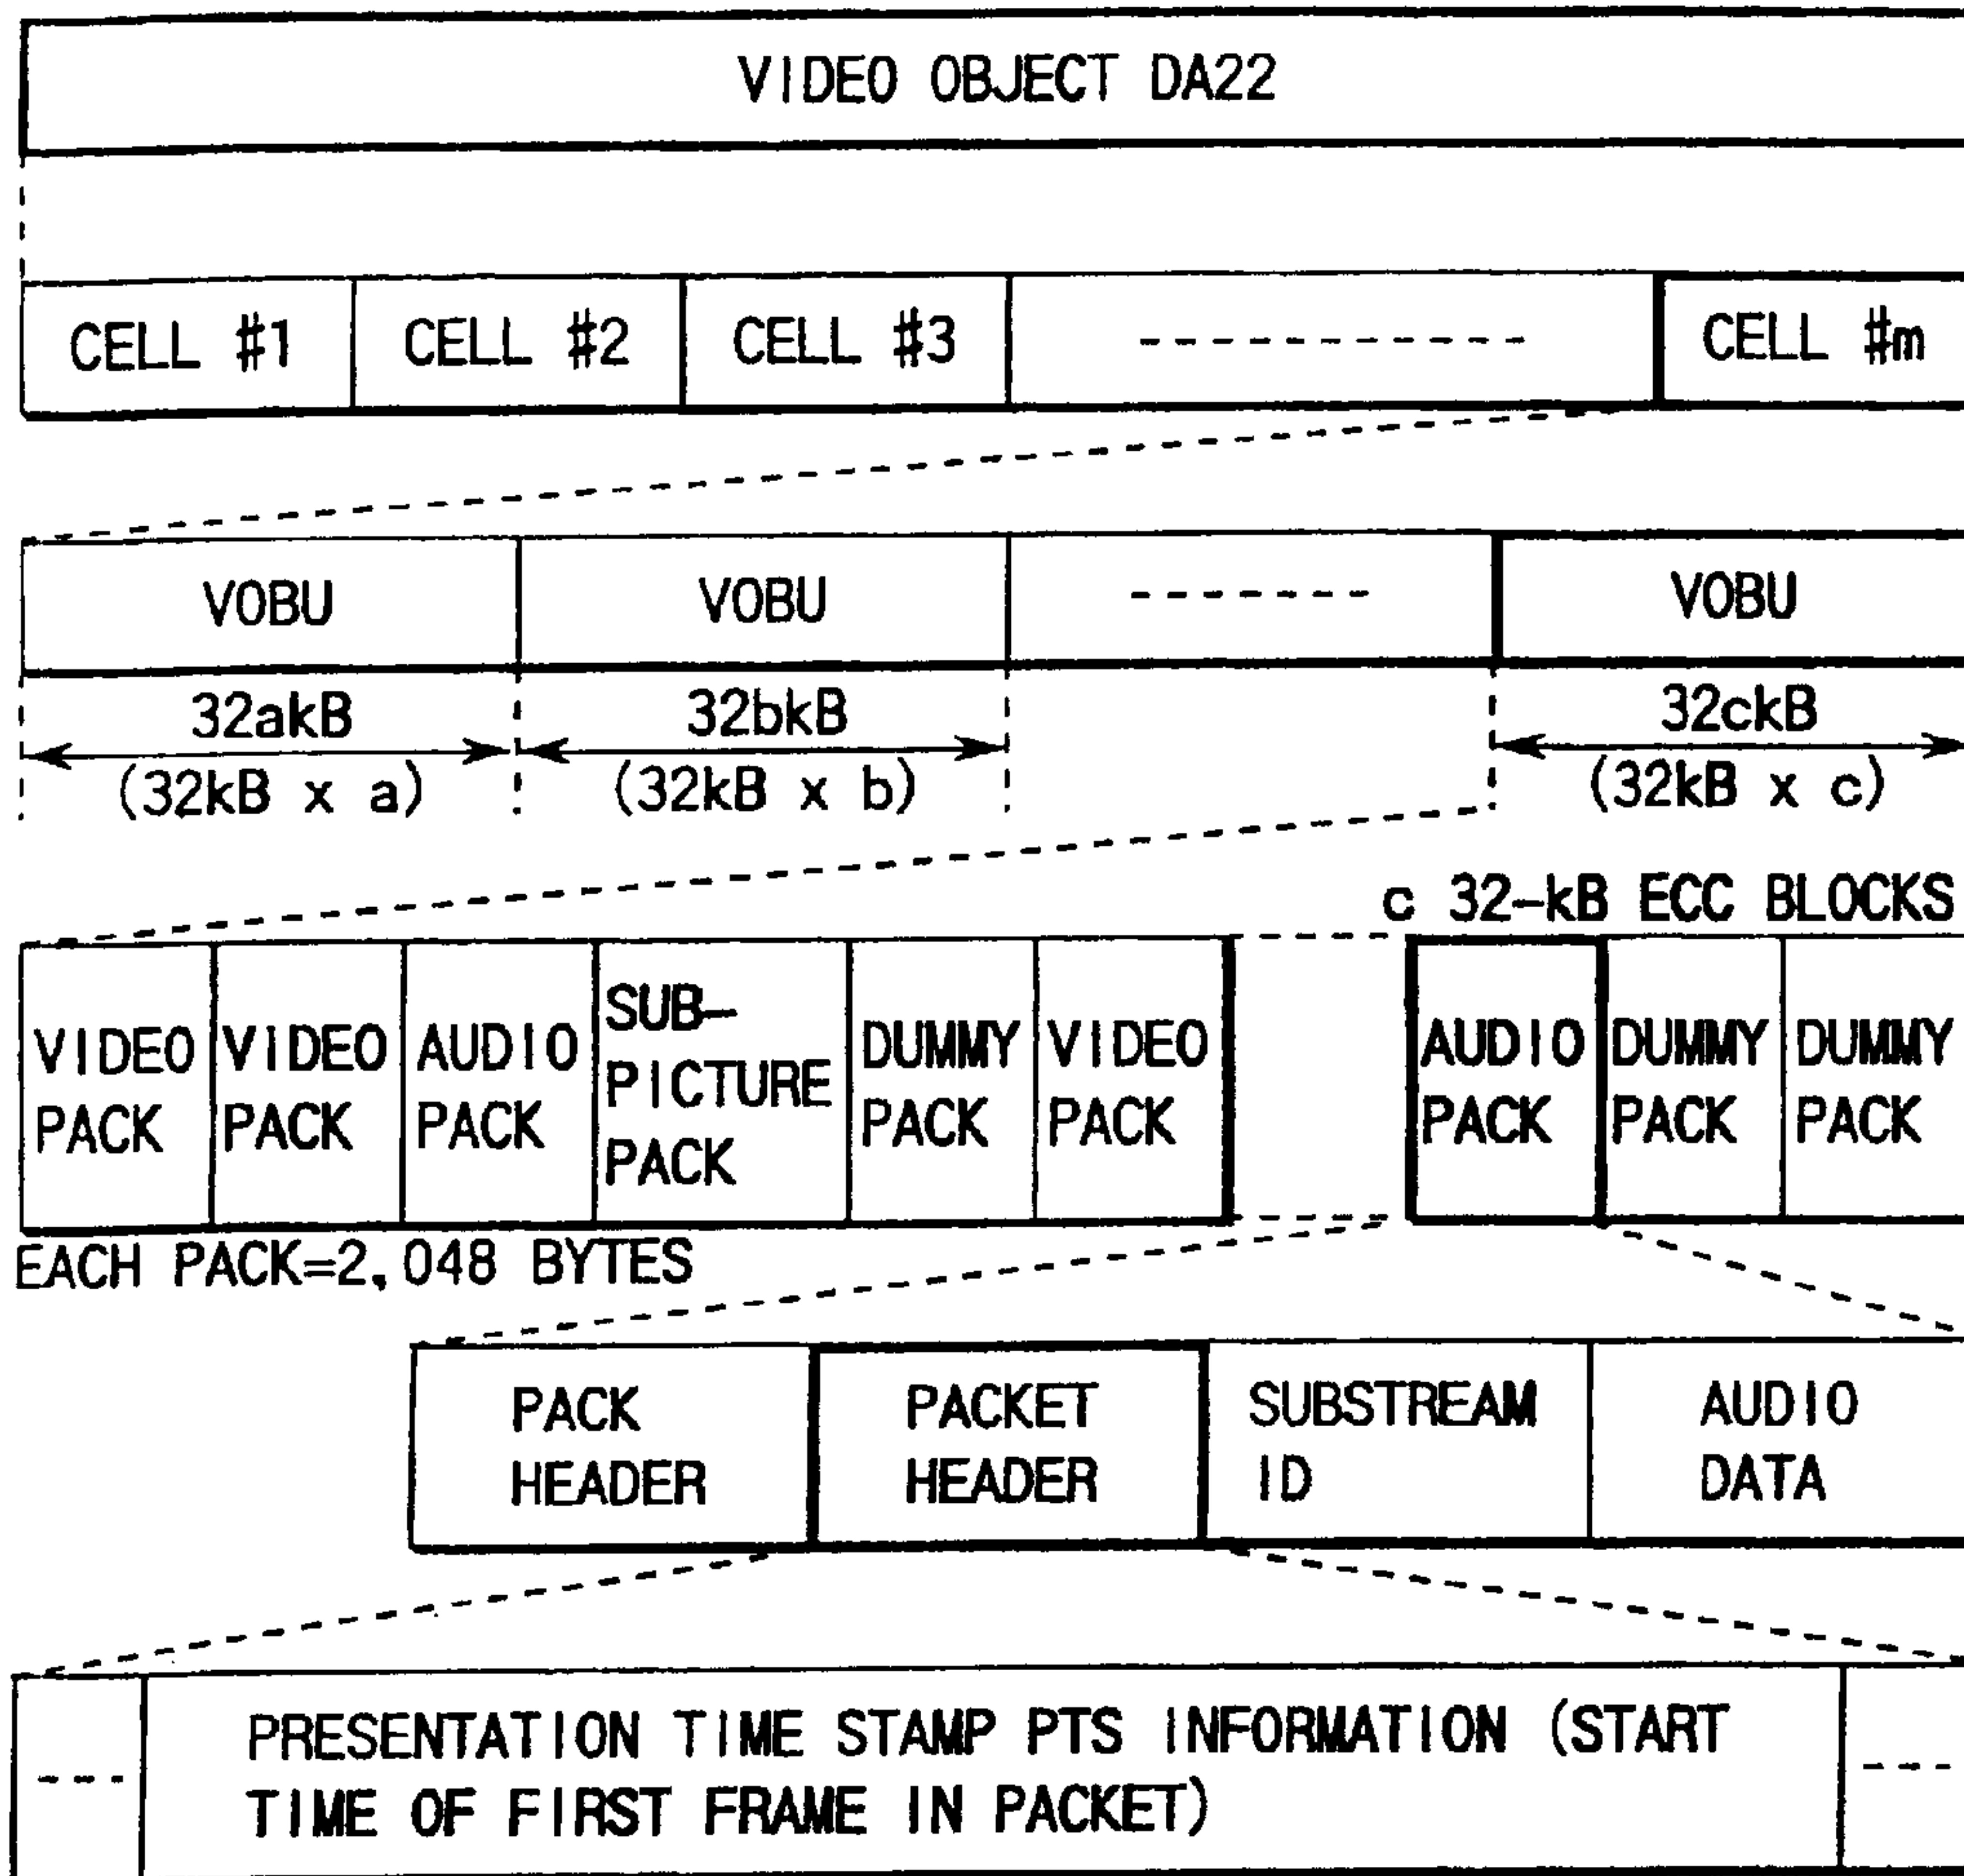 VIDEO OBJECT DA22
CELL #1 CELL #2 CELL #3 ----------- CELL #m
VOBU VOBU ------- VOBU
32akB 32bkB 32ckB
(32kB x a) (32kB x b) (32kB x c)
c 32-kB ECC BLOCKS
VIDEO PACK
VIDEO PACK
AUDIO PACK
SUB-
PICTURE
PACK
DUMMY PACK
VIDEO PACK
AUDIO PACK
DUMMY PACK
DUMMY PACK
EACH PACK=2,048 BYTES
PACK
HEADER
PACKET
HEADER
SUBSTREAM
ID
AUDIO
DATA
--- PRESENTATION TIME STAMP PTS INFORMATION (START ---
TIME OF FIRST FRAME IN PACKET)